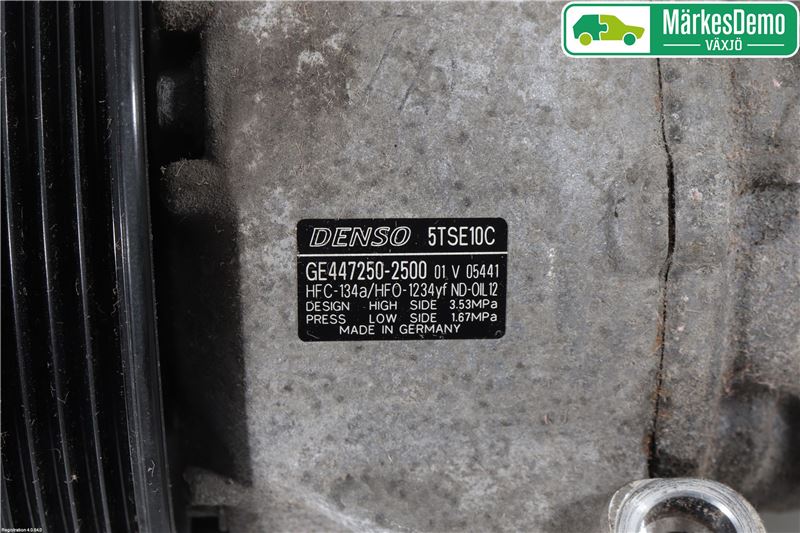 MärkesDemo
VÄXJÖ
DENSO 5TSE10C
GE447250-2500 01 V 05441
HFC-134a/HFO-1234yf ND-OIL12
DESIGN HIGH SIDE 3.53MPa
PRESS LOW SIDE 1.67MPa
MADE IN GERMANY